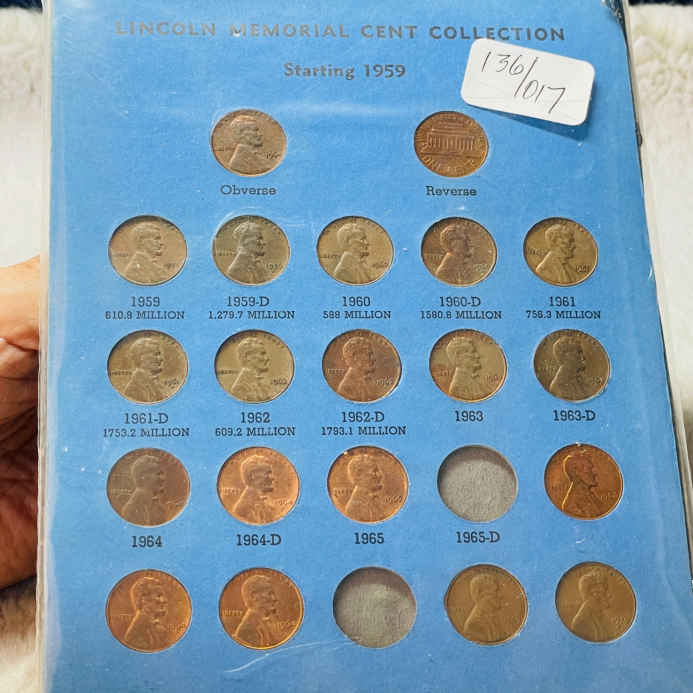 LINCOLN MEMORIAL CENT COLLECTION
Starting 1959
136/017
Obverse Reverse
1959 1959-D 1960 1960-D 1961
610.8 MILLION 1,279.7 MILLION 588 MILLION 1580.8 MILLION 756.3 MILLION
1961-D 1962 1962-D 1963 1963-D
1753.2 MILLION 609.2 MILLION 1793.1 MILLION
1964 1964-D 1965 1965-D